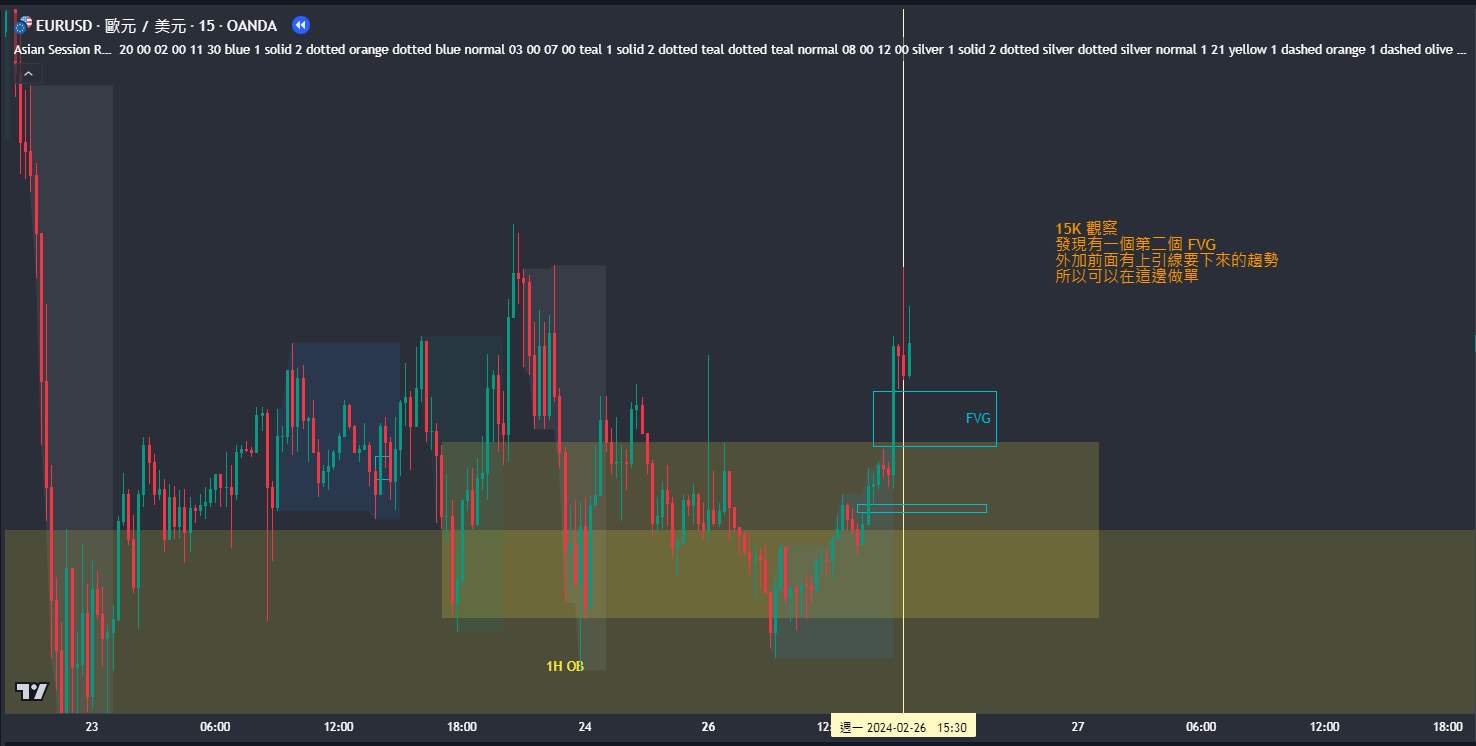 EURUSD · 歐元 / 美元 · 15 · OANDA
Asian Session R... 20 00 02 00 11 30 blue 1 solid 2 dotted orange dotted blue normal 03 00 07 00 teal 1 solid 2 dotted teal dotted teal normal 08 00 12 00 silver 1 solid 2 dotted silver dotted silver normal 1 21 yellow 1 dashed orange 1 dashed olive ...
15K 觀察
發現有一個第二個 FVG
外加前面有上引線要下來的趨勢
所以可以在這邊做單
FVG
1H OB
23 06:00 12:00 18:00 24 26 12: 週一 2024-02-26 15:30 27 06:00 12:00 18:00